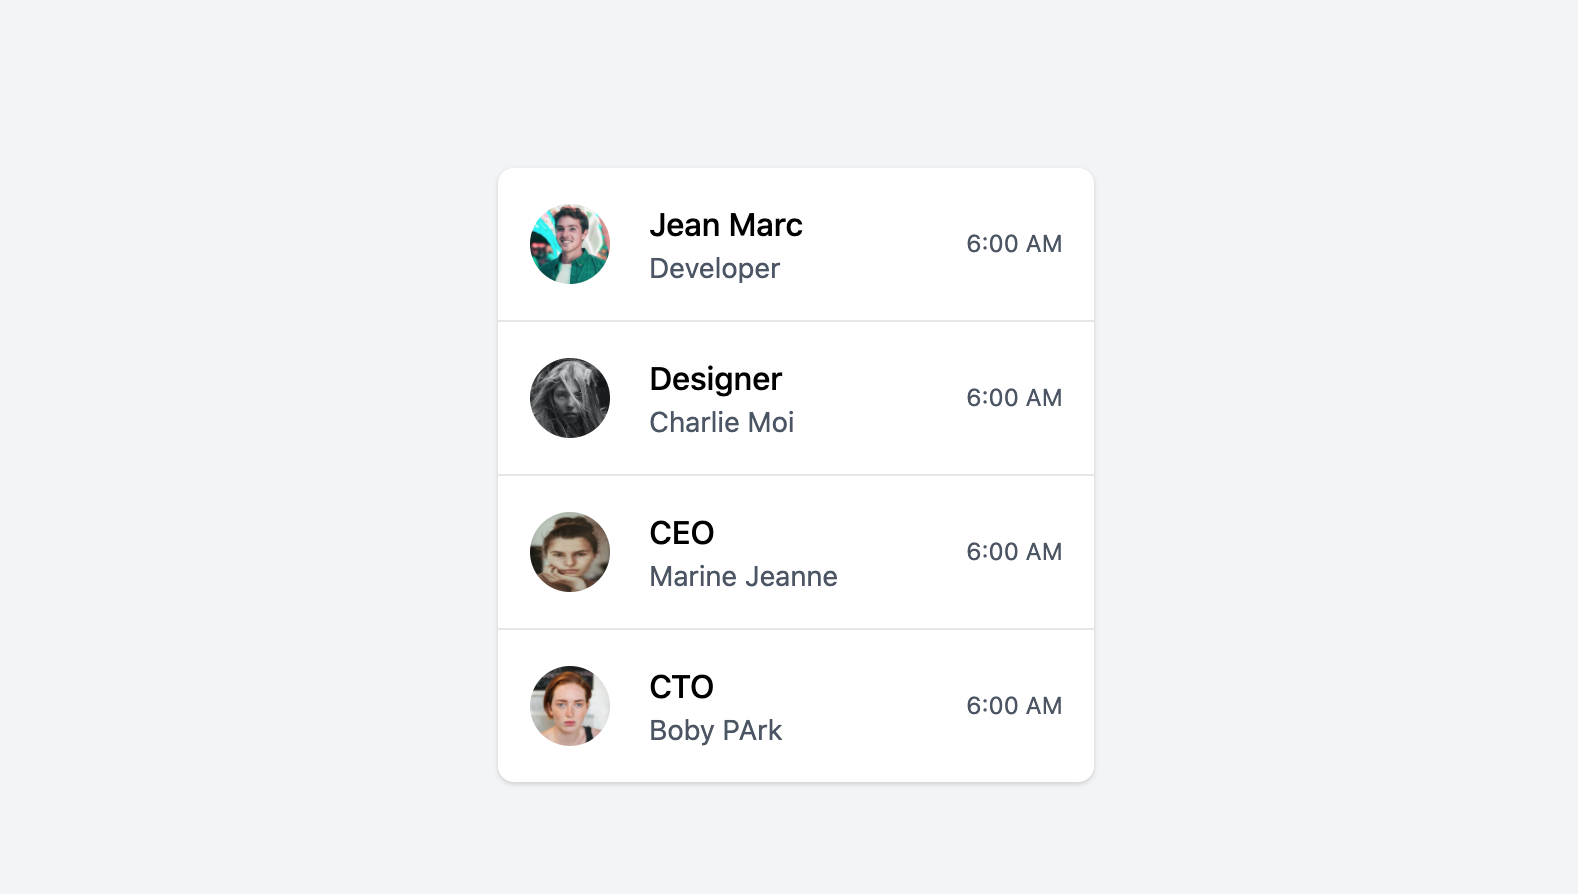 Jean Marc
Developer
6:00 AM
Designer
Charlie Moi
6:00 AM
CEO
Marine Jeanne
6:00 AM
CTO
Boby PArk
6:00 AM